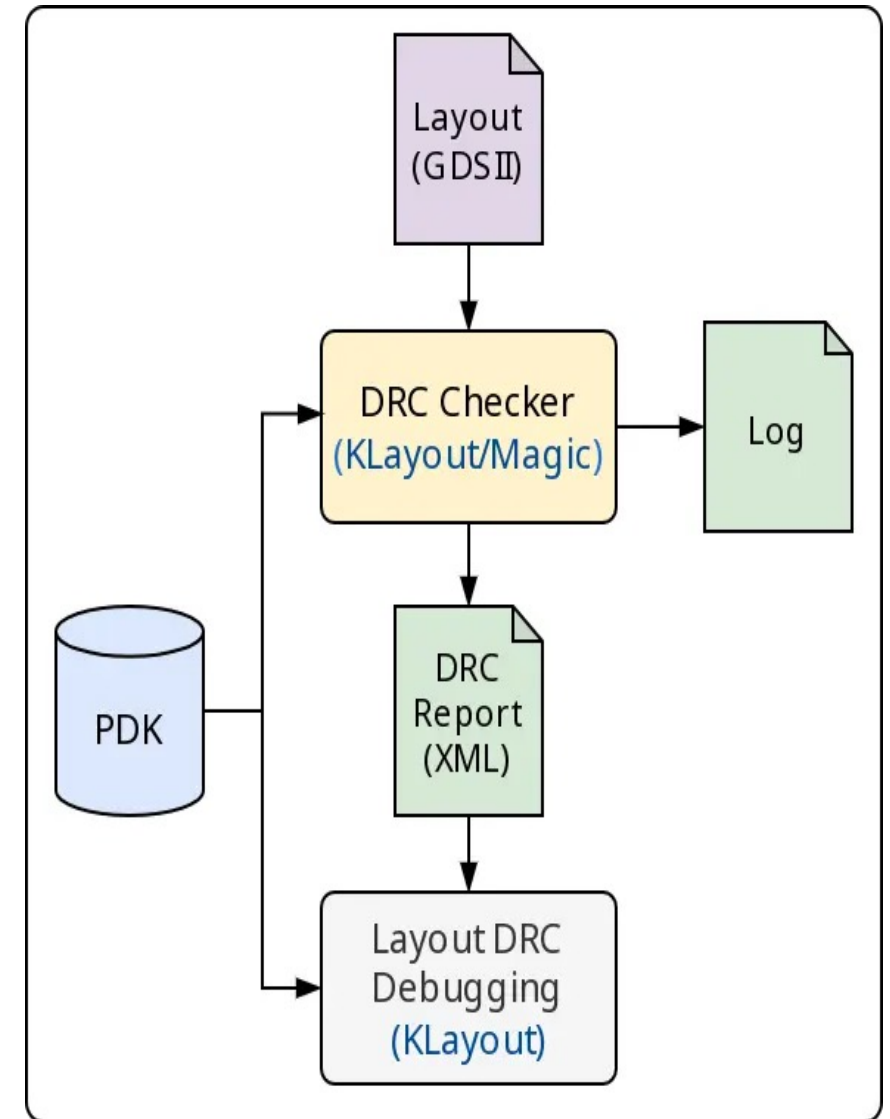 Layout
(GDSII)
DRC Checker
(KLayout/Magic)
Log
DRC
Report
(XML)
PDK
Layout DRC
Debugging
(KLayout)